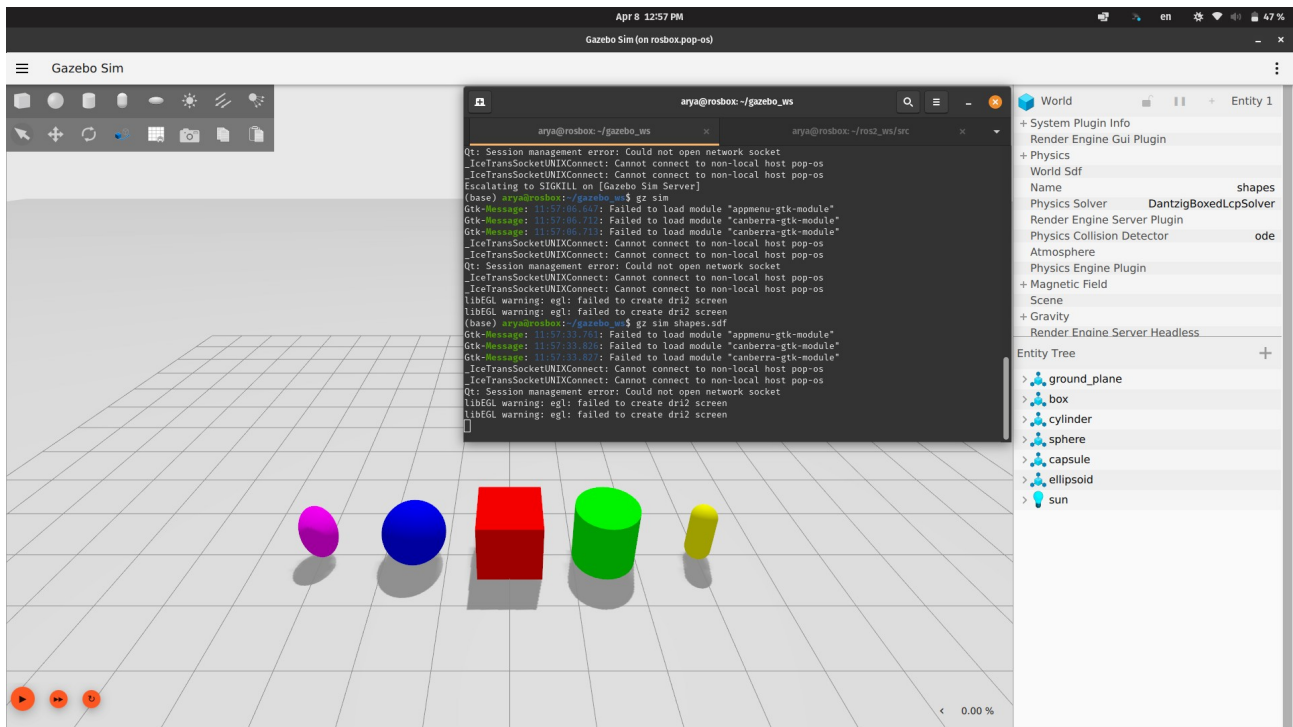 Apr 8 12:57 PM
en
47 %
Gazebo Sim (on rosbox.pop-os)
Gazebo Sim
arya@rosbox: ~/gazebo_ws
arya@rosbox: ~/gazebo_ws
arya@rosbox: ~/ros2_ws/src
Qt: Session management error: Could not open network socket
_IceTransSocketUNIXConnect: Cannot connect to non-local host pop-os
_IceTransSocketUNIXConnect: Cannot connect to non-local host pop-os
Escalating to SIGKILL on [Gazebo Sim Server]
(base) arya@rosbox:~/gazebo_ws$ gz sim
Gtk-Message: 11:57:06.647: Failed to load module "appmenu-gtk-module"
Gtk-Message: 11:57:06.712: Failed to load module "canberra-gtk-module"
Gtk-Message: 11:57:06.713: Failed to load module "canberra-gtk-module"
_IceTransSocketUNIXConnect: Cannot connect to non-local host pop-os
_IceTransSocketUNIXConnect: Cannot connect to non-local host pop-os
Qt: Session management error: Could not open network socket
_IceTransSocketUNIXConnect: Cannot connect to non-local host pop-os
_IceTransSocketUNIXConnect: Cannot connect to non-local host pop-os
libEGL warning: egl: failed to create dri2 screen
libEGL warning: egl: failed to create dri2 screen
(base) arya@rosbox:~/gazebo_ws$ gz sim shapes.sdf
Gtk-Message: 11:57:33.761: Failed to load module "appmenu-gtk-module"
Gtk-Message: 11:57:33.826: Failed to load module "canberra-gtk-module"
Gtk-Message: 11:57:33.827: Failed to load module "canberra-gtk-module"
_IceTransSocketUNIXConnect: Cannot connect to non-local host pop-os
_IceTransSocketUNIXConnect: Cannot connect to non-local host pop-os
Qt: Session management error: Could not open network socket
libEGL warning: egl: failed to create dri2 screen
libEGL warning: egl: failed to create dri2 screen
World
Entity 1
System Plugin Info
Render Engine Gui Plugin
Physics
World Sdf
Name shapes
Physics Solver DantzigBoxedLcpSolver
Render Engine Server Plugin
Physics Collision Detector ode
Atmosphere
Physics Engine Plugin
Magnetic Field
Scene
Gravity
Render Engine Server Headless
Entity Tree
ground_plane
box
cylinder
sphere
capsule
ellipsoid
sun
0.00 %